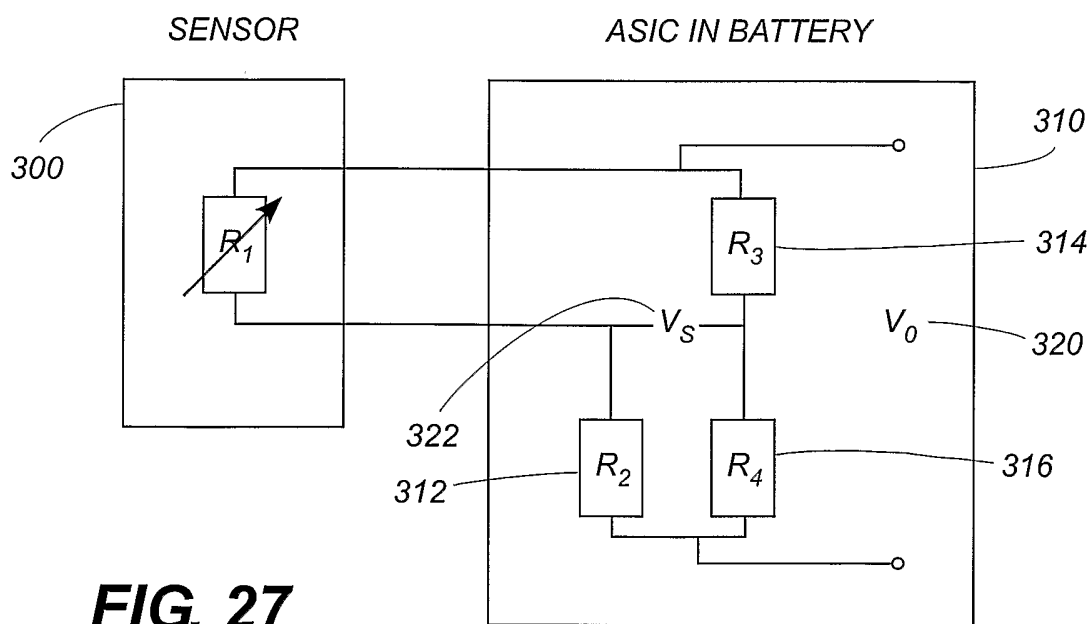 SENSOR
ASIC IN BATTERY
300
310
R1
R3
314
VS
V0
320
322
R2
312
R4
316
FIG. 27